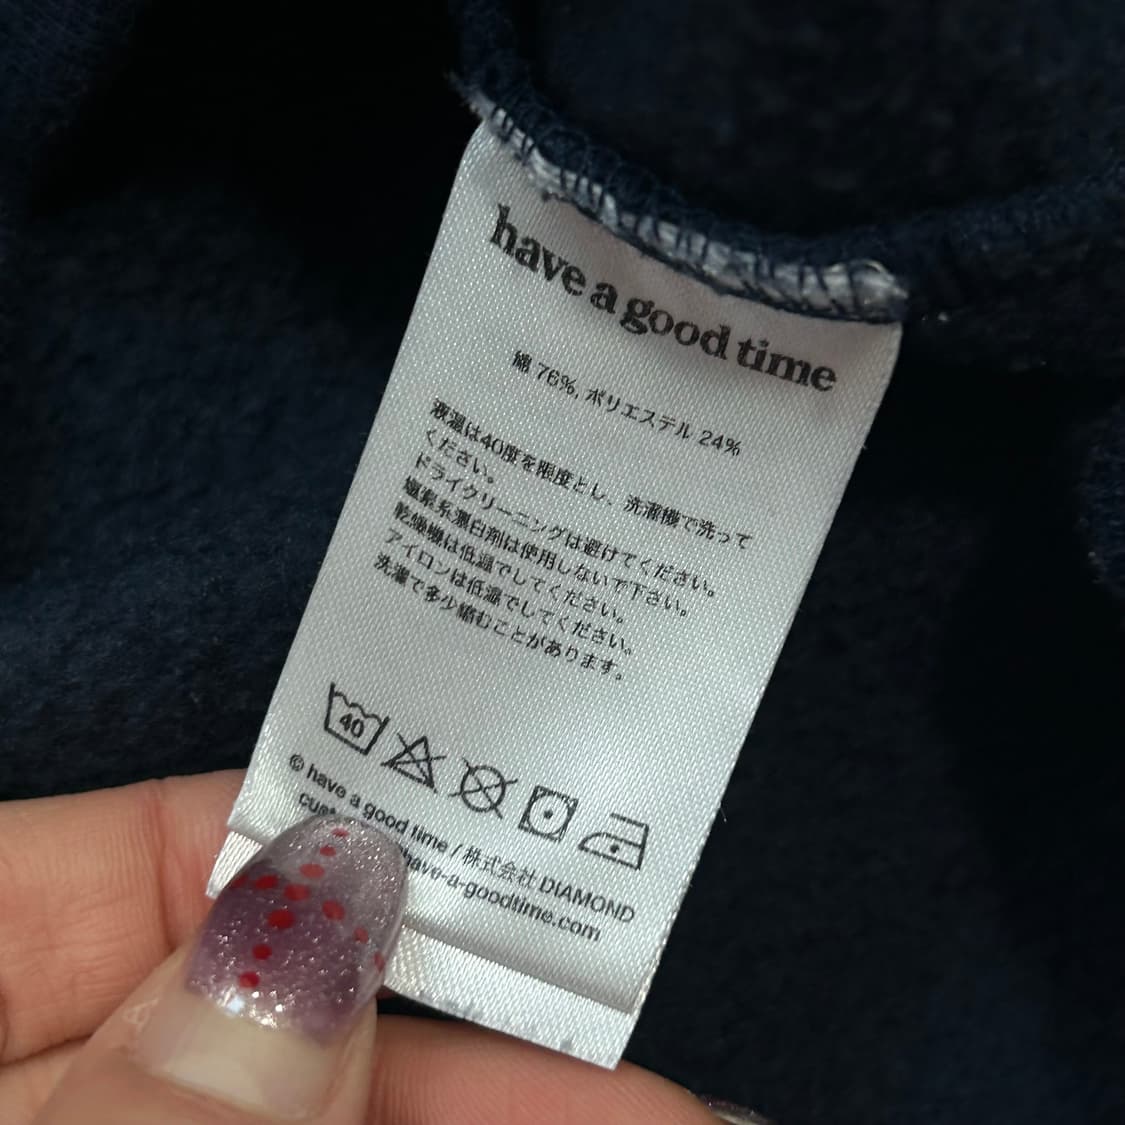 have a good time
綿 76%, ポリエステル 24%
液温は40度を限度とし、洗濯機で洗って
ください。
ドライクリーニングは避けてください。
塩素系漂白剤は使用しないで下さい。
乾燥機は低温でしてください。
アイロンは低温でしてください。
洗濯で多少縮むことがあります。
40
© have a good time / 株式会社 DIAMOND
have-a-goodtime.com